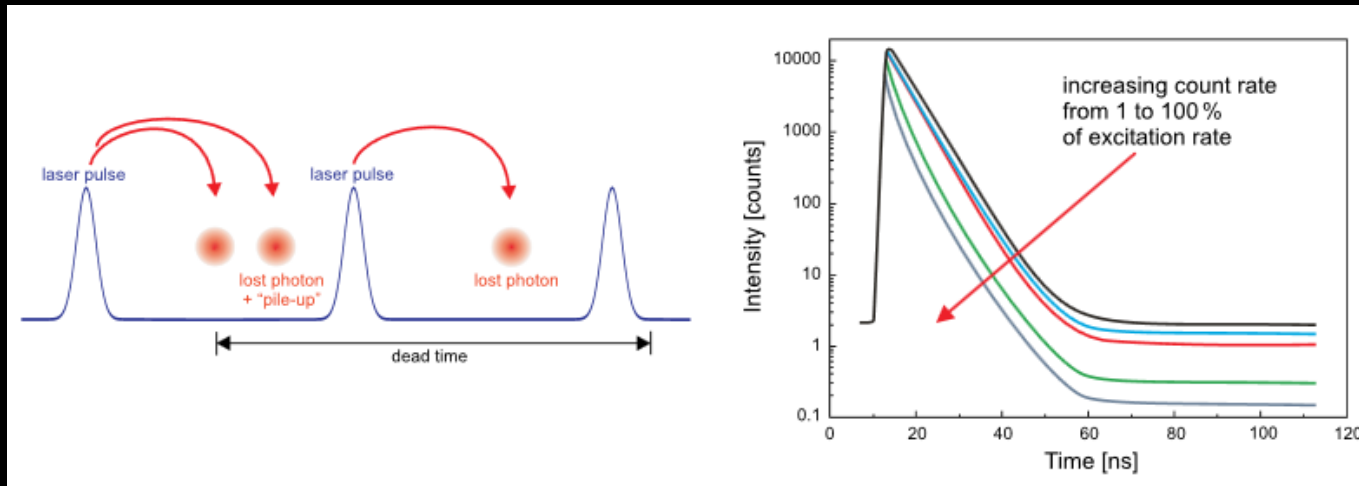 laser pulse
laser pulse
lost photon
+ "pile-up"
lost photon
dead time
10000
1000
100
10
1
0.1
Intensity [counts]
increasing count rate
from 1 to 100 %
of excitation rate
0
20
40
60
80
100
120
Time [ns]